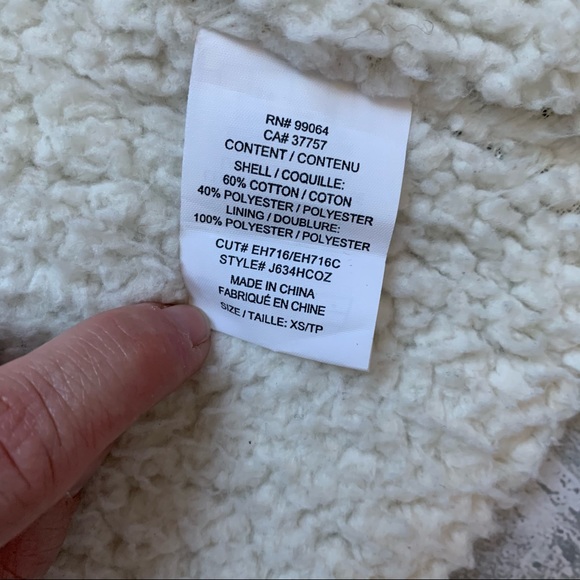 RN# 99064
CA# 37757
CONTENT / CONTENU
SHELL / COQUILLE:
60% COTTON / COTON
40% POLYESTER / POLYESTER
LINING / DOUBLURE:
100% POLYESTER / POLYESTER
CUT# EH716/EH716C
STYLE# J634HCOZ
MADE IN CHINA
FABRIQUÉ EN CHINE
SIZE / TAILLE: XS/TP